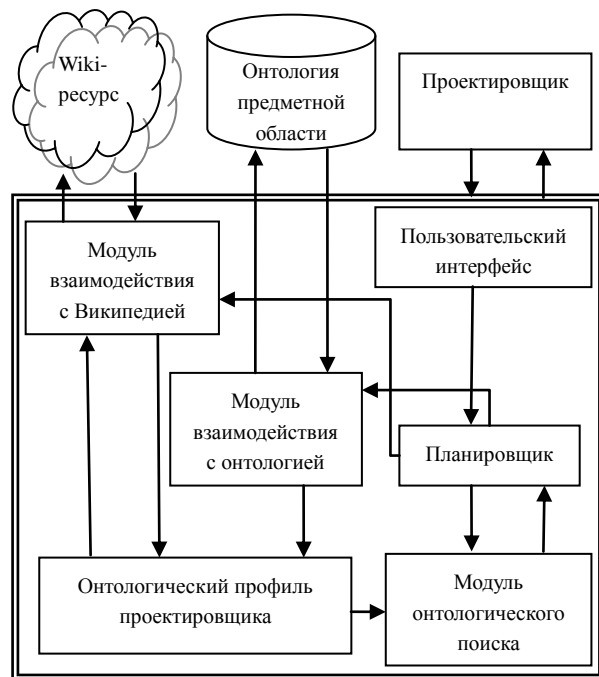 Wiki-
ресурс
Онтология
предметной
области
Проектировщик
Модуль
взаимодействия
с Википедией
Пользовательский
интерфейс
Модуль
взаимодействия
с онтологией
Планировщик
Онтологический профиль
проектировщика
Модуль
онтологического
поиска